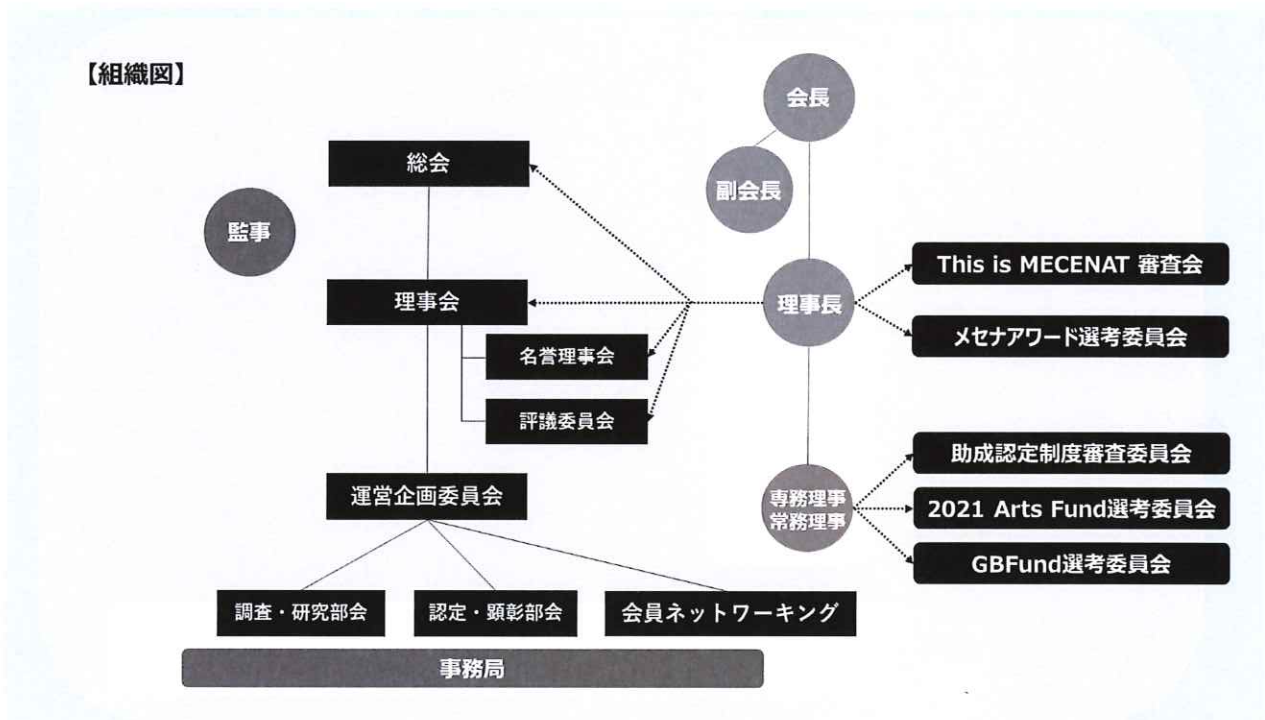 【組織図】
会長
総会
副会長
監事
This is MECENAT 審査会
理事会
理事長
メセナアワード選考委員会
名誉理事会
評議委員会
助成認定制度審査委員会
運営企画委員会
専務理事
常務理事
2021 Arts Fund選考委員会
GBFund選考委員会
調査・研究部会
認定・顕彰部会
会員ネットワーキング
事務局